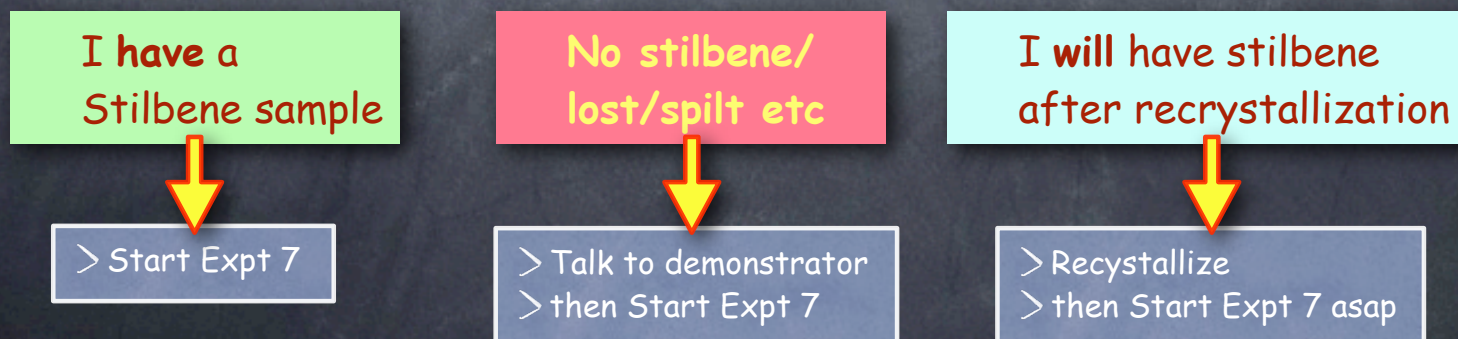 I have a
Stilbene sample
> Start Expt 7
No stilbene/
lost/spilt etc
> Talk to demonstrator
> then Start Expt 7
I will have stilbene
after recrystallization
> Recystallize
> then Start Expt 7 asap